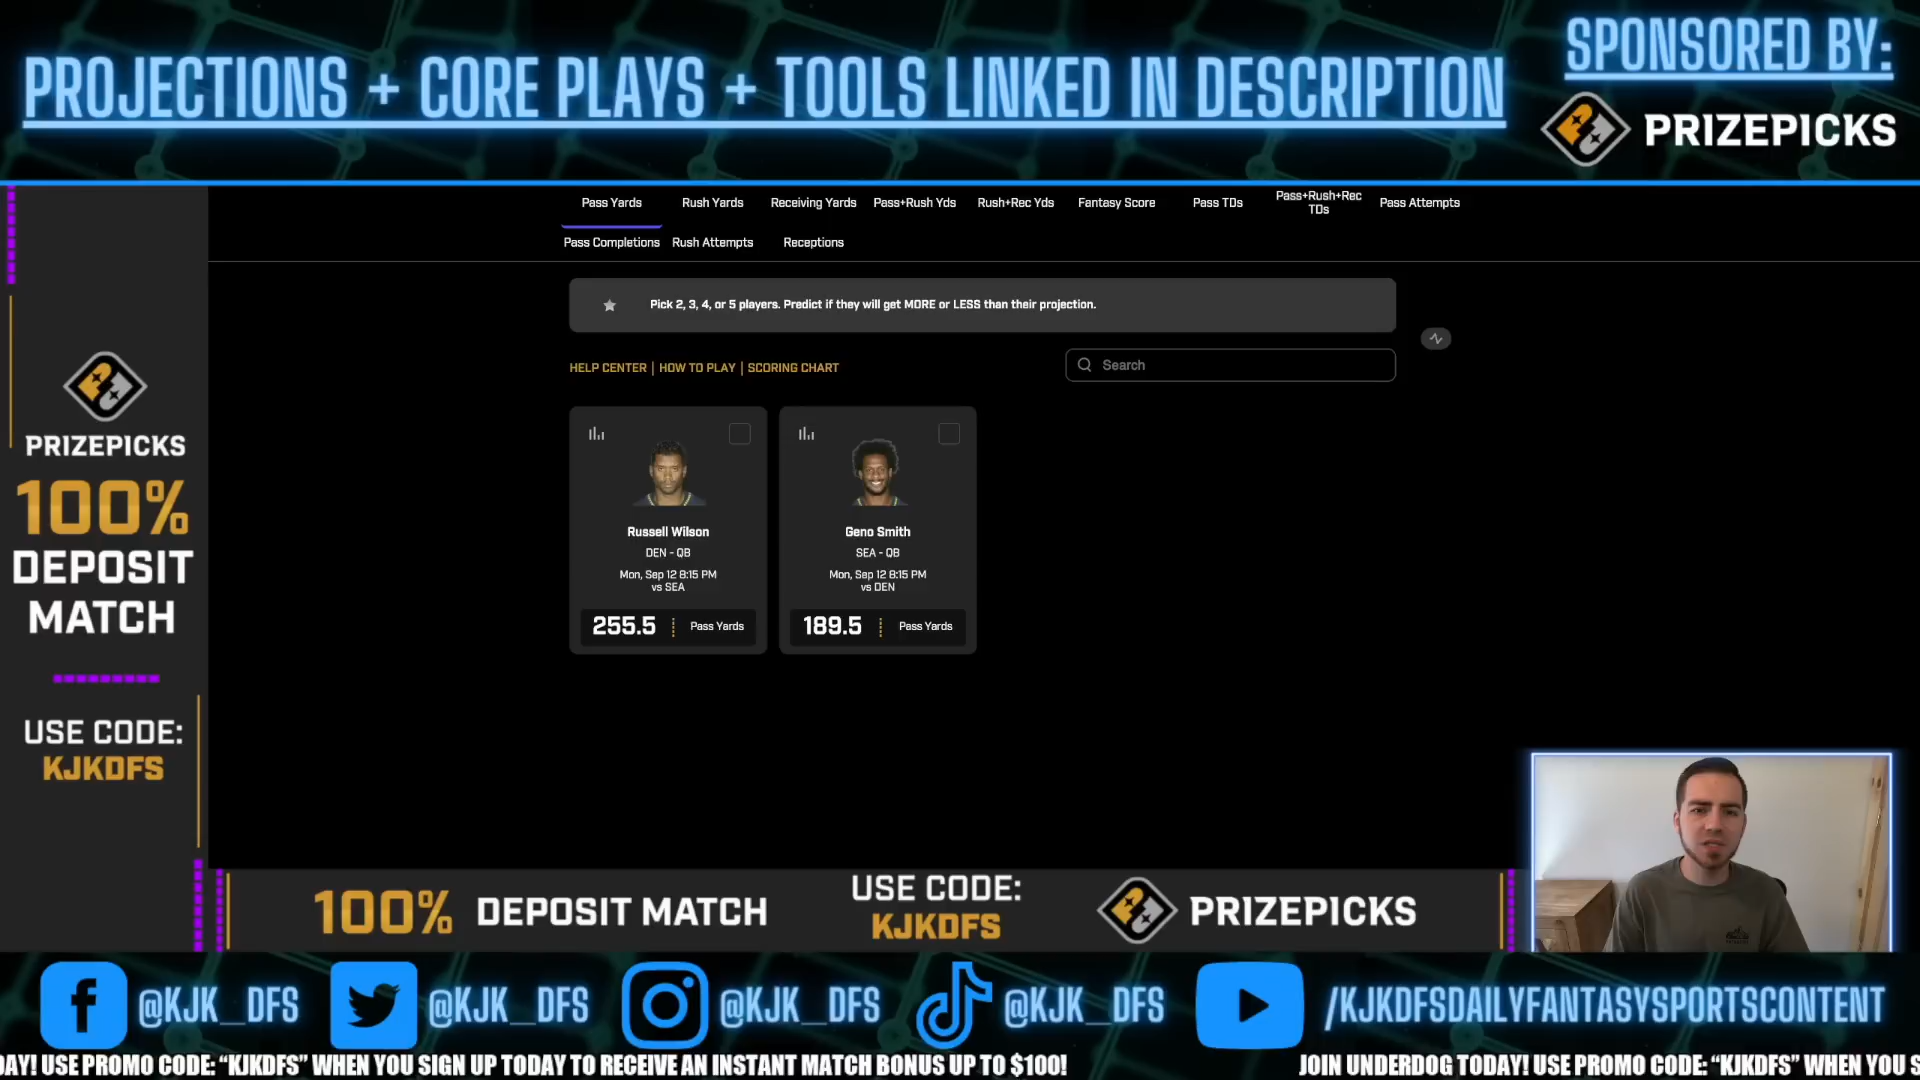 PROJECTIONS + CORE PLAYS + TOOLS LINKED IN DESCRIPTION
SPONSORED BY:
PRIZEPICKS
Pass Yards Rush Yards Receiving Yards Pass+Rush Yds Rush+Rec Yds Fantasy Score Pass TDs Pass+Rush+Rec TDs Pass Attempts
Pass Completions Rush Attempts Receptions
Pick 2, 3, 4, or 5 players. Predict if they will get MORE or LESS than their projection.
HELP CENTER | HOW TO PLAY | SCORING CHART
Search
Russell Wilson
DEN - QB
Mon, Sep 12 8:15 PM
vs SEA
255.5 Pass Yards
Geno Smith
SEA - QB
Mon, Sep 12 8:15 PM
vs DEN
189.5 Pass Yards
PRIZEPICKS
100%
DEPOSIT
MATCH
USE CODE:
KJKDFS
100% DEPOSIT MATCH
USE CODE:
KJKDFS
PRIZEPICKS
@KJK_DFS
@KJK_DFS
@KJK_DFS
@KJK_DFS
/KJKDFSDAILYFANTASYSPORTSCONTENT
DAY! USE PROMO CODE: “KJKDFS” WHEN YOU SIGN UP TODAY TO RECEIVE AN INSTANT MATCH BONUS UP TO $100!
JOIN UNDERDOG TODAY! USE PROMO CODE: “KJKDFS” WHEN YOU S